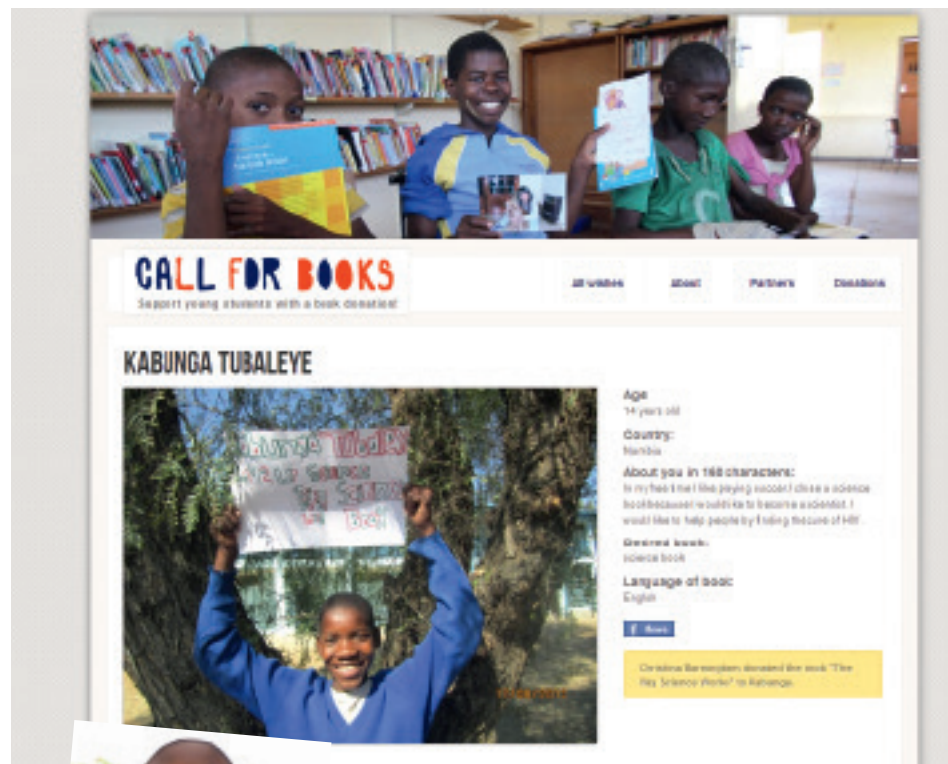 CALL FOR BOOKS
Support young students with a book donation!
All wishes
About
Partners
Donations
KABUNGA TUBALEYE
Kabunga Tubaleye
Science
Book
Age
14 years old
Country:
Namibia
About you in 160 characters:
In my free time I like playing soccer. I chose a science
book because I would like to become a scientist. I
would like to help people by finding the cure of HIV.
Desired book:
science book
Language of book:
English
Share
donated the book "The
Way Science Works" to Kabunga.